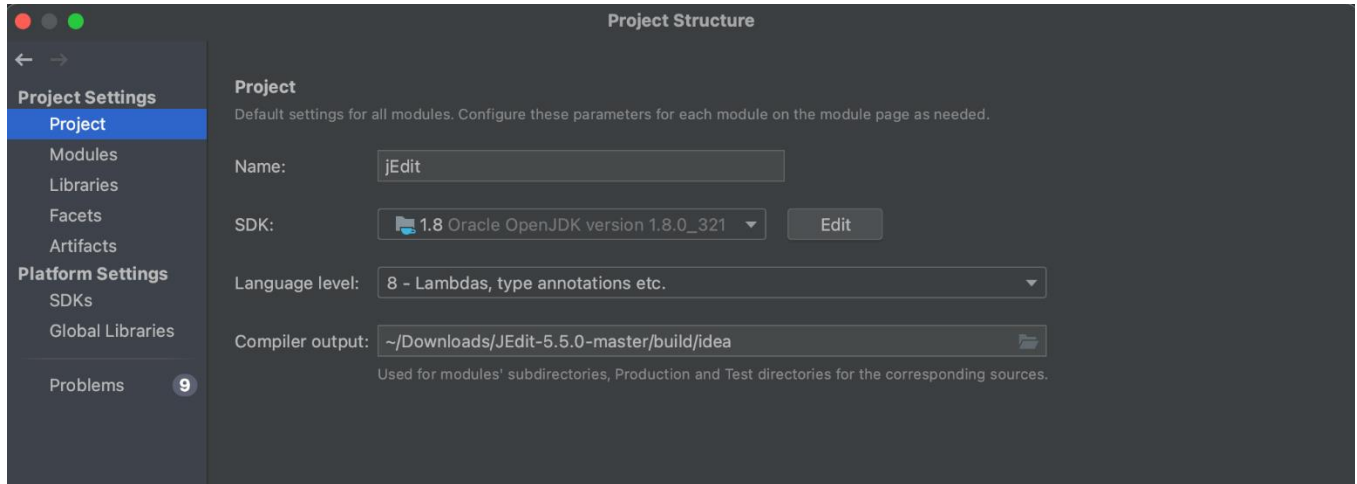 Project Structure
Project Settings
Project
Modules
Libraries
Facets
Artifacts
Platform Settings
SDKs
Global Libraries
Problems 9
Project
Default settings for all modules. Configure these parameters for each module on the module page as needed.
Name: jEdit
SDK: 1.8 Oracle OpenJDK version 1.8.0_321 Edit
Language level: 8 - Lambdas, type annotations etc.
Compiler output: ~/Downloads/JEdit-5.5.0-master/build/idea
Used for modules' subdirectories, Production and Test directories for the corresponding sources.